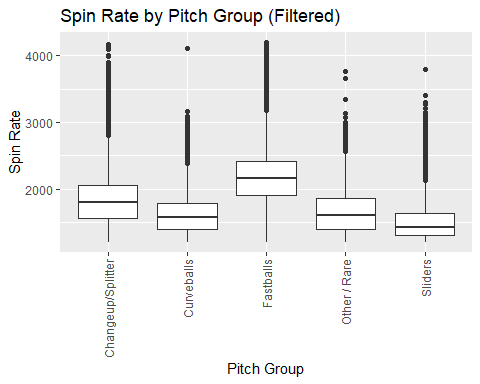 Spin Rate by Pitch Group (Filtered)
Spin Rate
4000
3000
2000
Changeup/Splitter
Curveballs
Fastballs
Other / Rare
Sliders
Pitch Group